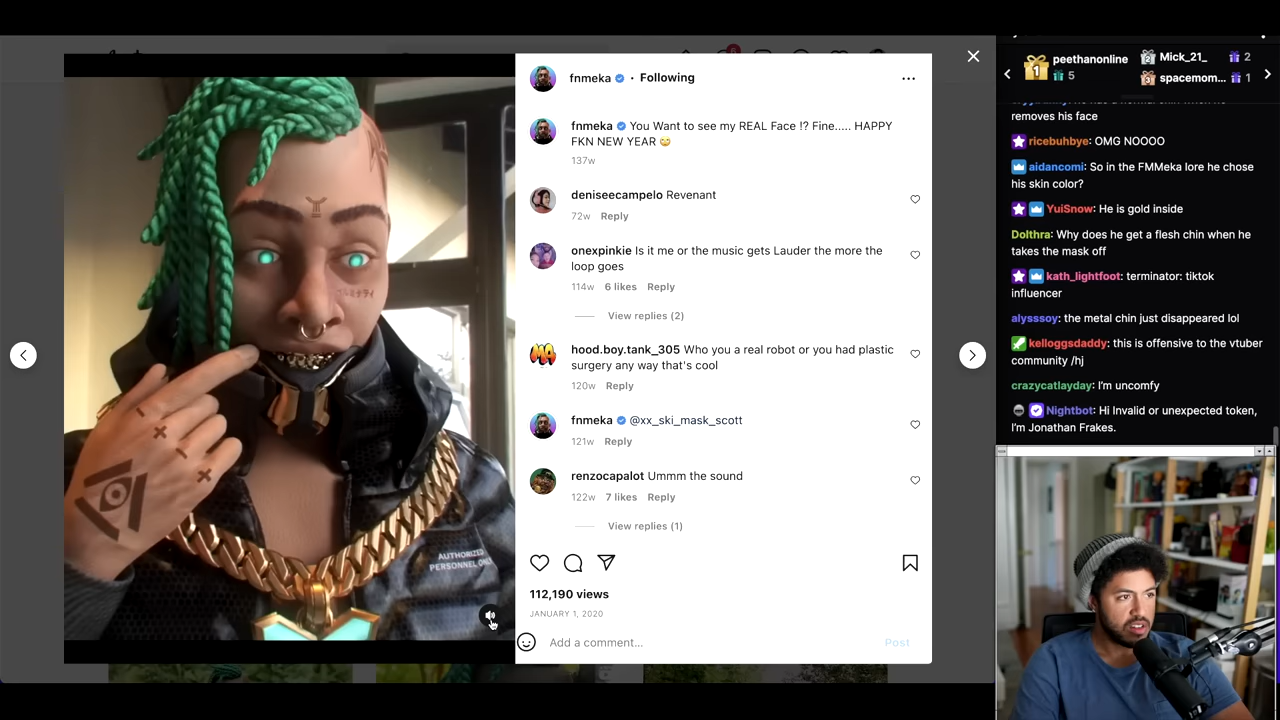 fnmeka • Following
fnmeka You Want to see my REAL Face !? Fine..... HAPPY
FKN NEW YEAR 🙄
137w
deniseecampelo Revenant
72w Reply
onexpinkie Is it me or the music gets Lauder the more the
loop goes
114w 6 likes Reply
View replies (2)
hood.boy.tank_305 Who you a real robot or you had plastic
surgery any way that's cool
120w Reply
fnmeka @xx_ski_mask_scott
121w Reply
renzocapalot Ummm the sound
122w 7 likes Reply
View replies (1)
112,190 views
JANUARY 1, 2020
Add a comment... Post
AUTHORIZED
PERSONNEL ONLY
1 peethanonline
5
2 Mick_21_ 2
3 spacemom... 1
removes his face
ricebuhbye: OMG NOOOO
aidancomi: So in the FMMeka lore he chose
his skin color?
YuiSnow: He is gold inside
Dolthra: Why does he get a flesh chin when he
takes the mask off
kath_lightfoot: terminator: tiktok
influencer
alysssoy: the metal chin just disappeared lol
kelloggsdaddy: this is offensive to the vtuber
community /hj
crazycatlayday: I'm uncomfy
Nightbot: Hi Invalid or unexpected token,
I'm Jonathan Frakes.